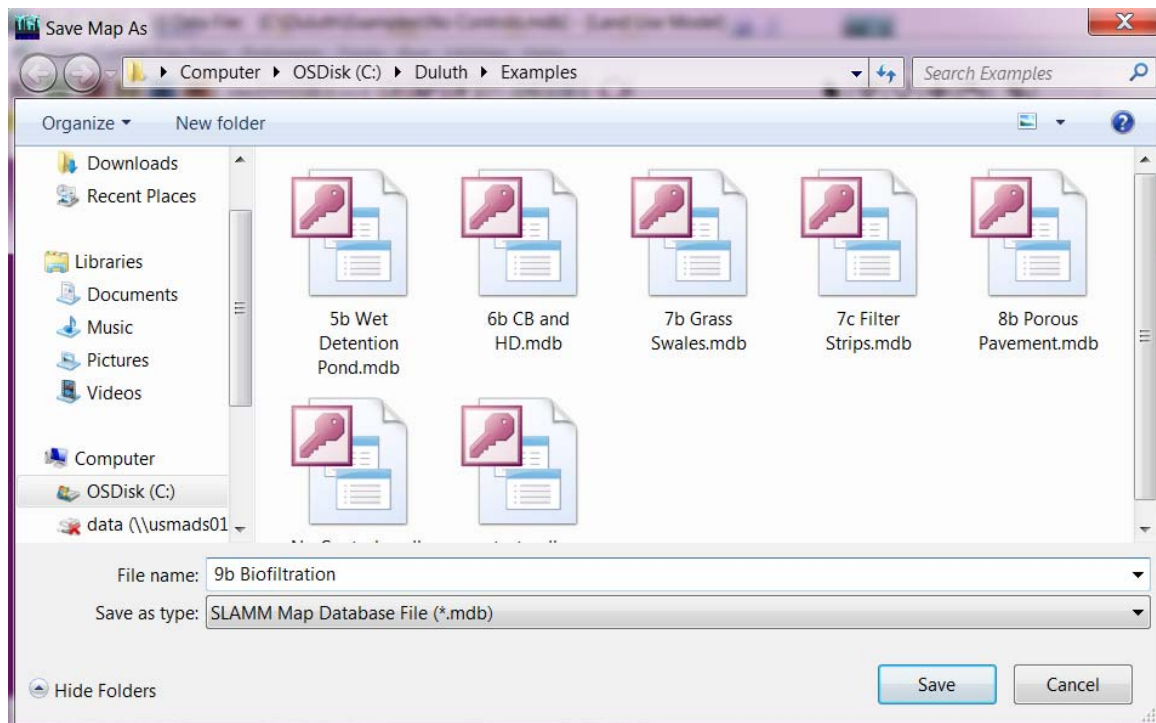 Save Map As
Computer ▸ OSDisk (C:) ▸ Duluth ▸ Examples
Search Examples
Organize New folder
Downloads
Recent Places
Libraries
Documents
Music
Pictures
Videos
Computer
OSDisk (C:)
data (\\usmads01
5b Wet
Detention
Pond.mdb
6b CB and
HD.mdb
7b Grass
Swales.mdb
7c Filter
Strips.mdb
8b Porous
Pavement.mdb
File name: 9b Biofiltration
Save as type: SLAMM Map Database File (*.mdb)
Hide Folders
Save
Cancel